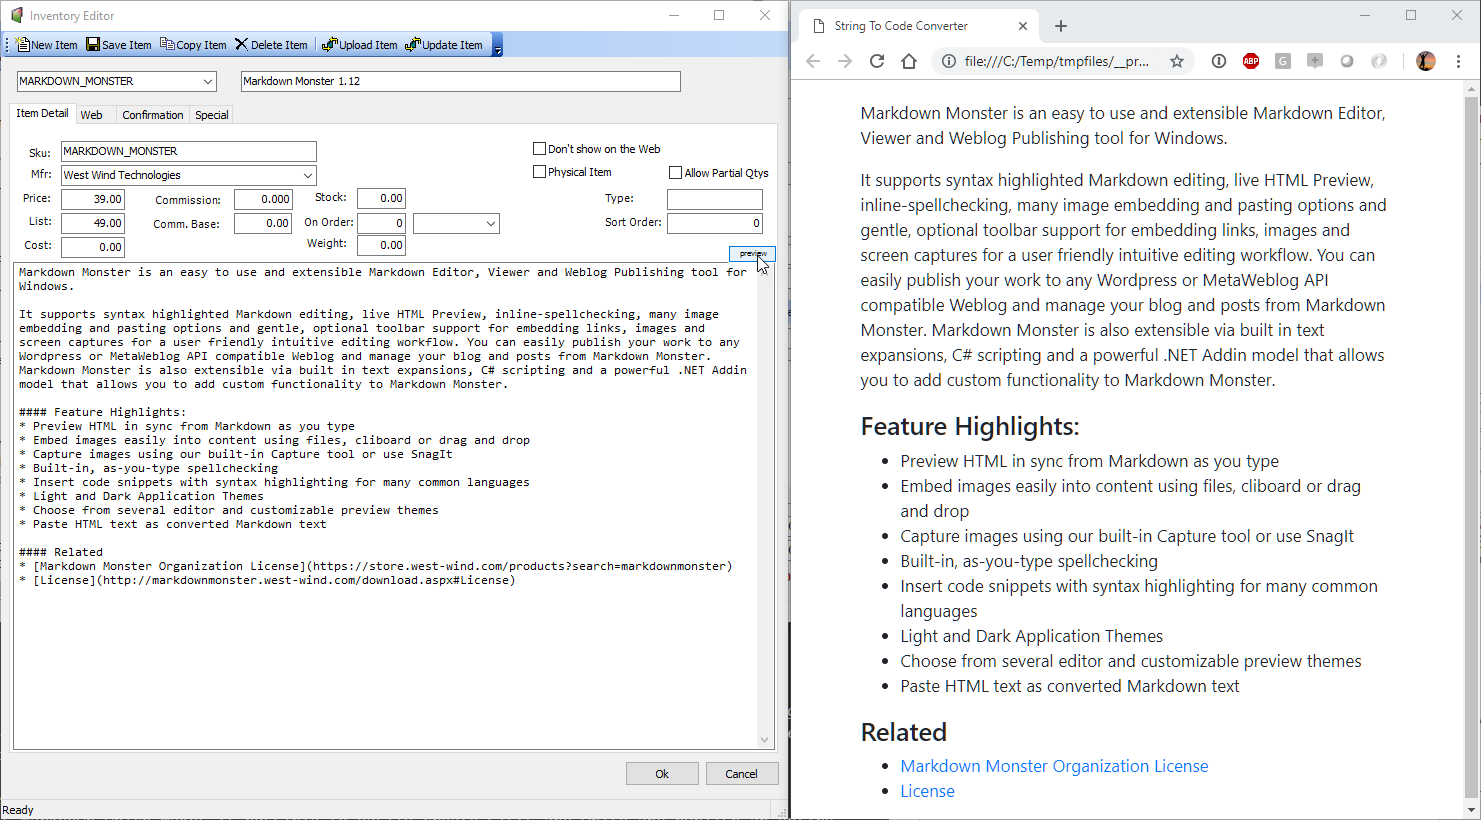 Inventory Editor
New Item Save Item Copy Item Delete Item Upload Item Update Item
MARKDOWN_MONSTER Markdown Monster 1.12
Item Detail Web Confirmation Special
Sku: MARKDOWN_MONSTER Don't show on the Web
Mfr: West Wind Technologies Physical Item Allow Partial Qtys
Price: 39.00 Commission: 0.000 Stock: 0.00 Type:
List: 49.00 Comm. Base: 0.00 On Order: 0 Sort Order: 0
Cost: 0.00 Weight: 0.00
preview
Markdown Monster is an easy to use and extensible Markdown Editor, Viewer and Weblog Publishing tool for
Windows.
It supports syntax highlighted Markdown editing, live HTML Preview, inline-spellchecking, many image
embedding and pasting options and gentle, optional toolbar support for embedding links, images and
screen captures for a user friendly intuitive editing workflow. You can easily publish your work to any
Wordpress or MetaWeblog API compatible Weblog and manage your blog and posts from Markdown Monster.
Markdown Monster is also extensible via built in text expansions, C# scripting and a powerful .NET Addin
model that allows you to add custom functionality to Markdown Monster.
#### Feature Highlights:
* Preview HTML in sync from Markdown as you type
* Embed images easily into content using files, cliboard or drag and drop
* Capture images using our built-in Capture tool or use SnagIt
* Built-in, as-you-type spellchecking
* Insert code snippets with syntax highlighting for many common languages
* Light and Dark Application Themes
* Choose from several editor and customizable preview themes
* Paste HTML text as converted Markdown text
#### Related
* [Markdown Monster Organization License](https://store.west-wind.com/products?search=markdownmonster)
* [License](http://markdownmonster.west-wind.com/download.aspx#License)
Ok Cancel
Ready
String To Code Converter
file:///C:/Temp/tmpfiles/__pr...
ABP
G
Markdown Monster is an easy to use and extensible Markdown Editor,
Viewer and Weblog Publishing tool for Windows.
It supports syntax highlighted Markdown editing, live HTML Preview,
inline-spellchecking, many image embedding and pasting options and
gentle, optional toolbar support for embedding links, images and
screen captures for a user friendly intuitive editing workflow. You can
easily publish your work to any Wordpress or MetaWeblog API
compatible Weblog and manage your blog and posts from Markdown
Monster. Markdown Monster is also extensible via built in text
expansions, C# scripting and a powerful .NET Addin model that allows
you to add custom functionality to Markdown Monster.
Feature Highlights:
Preview HTML in sync from Markdown as you type
Embed images easily into content using files, cliboard or drag
and drop
Capture images using our built-in Capture tool or use SnagIt
Built-in, as-you-type spellchecking
Insert code snippets with syntax highlighting for many common
languages
Light and Dark Application Themes
Choose from several editor and customizable preview themes
Paste HTML text as converted Markdown text
Related
Markdown Monster Organization License
License